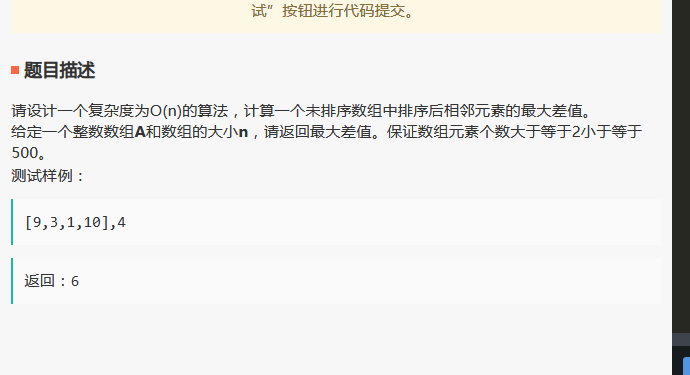 试”按钮进行代码提交。
题目描述
请设计一个复杂度为O(n)的算法，计算一个未排序数组中排序后相邻元素的最大差值。
给定一个整数数组A和数组的大小n，请返回最大差值。保证数组元素个数大于等于2小于等于
500。
测试样例：
[9,3,1,10],4
返回：6